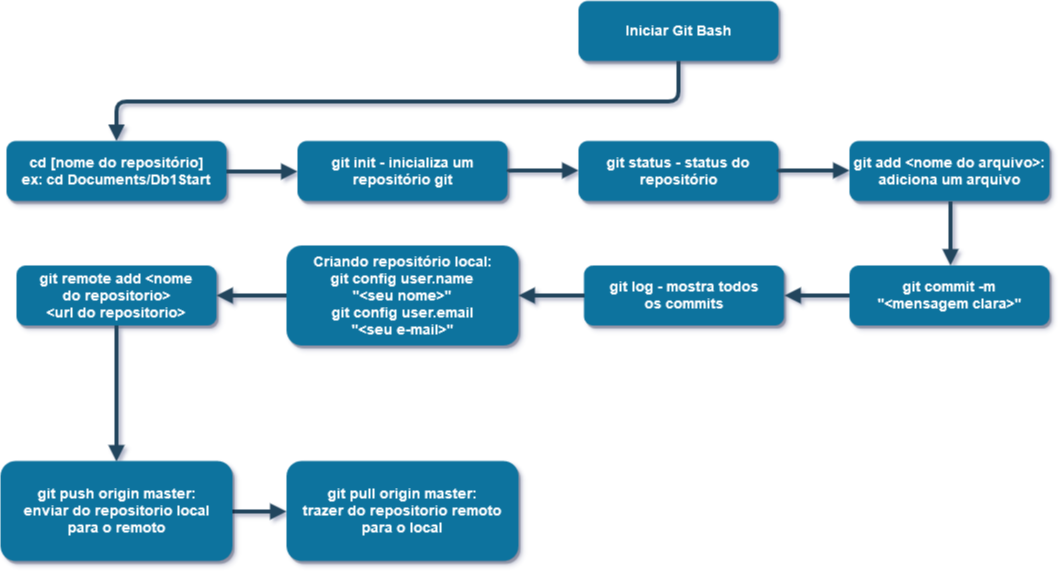 Iniciar Git Bash
cd [nome do repositório]
ex: cd Documents/Db1Start
git init - inicializa um
repositório git
git status - status do
repositório
git add <nome do arquivo>:
adiciona um arquivo
git commit -m
"<mensagem clara>"
git log - mostra todos
os commits
Criando repositório local:
git config user.name
"<seu nome>"
git config user.email
"<seu e-mail>"
git remote add <nome
do repositorio>
<url do repositorio>
git push origin master:
enviar do repositorio local
para o remoto
git pull origin master:
trazer do repositorio remoto
para o local